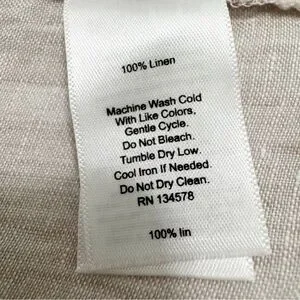 100% Linen
Machine Wash Cold
With Like Colors,
Gentle Cycle.
Do Not Bleach.
Tumble Dry Low.
Cool Iron If Needed.
Do Not Dry Clean.
RN 134578
100% lin